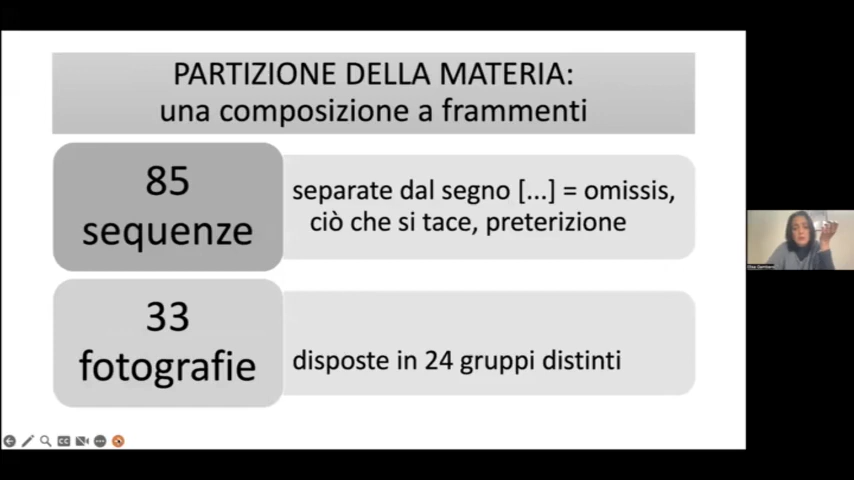 PARTIZIONE DELLA MATERIA:
una composizione a frammenti
85
sequenze
separate dal segno [...] = omissis,
ciò che si tace, preterizione
33
fotografie
disposte in 24 gruppi distinti
CC